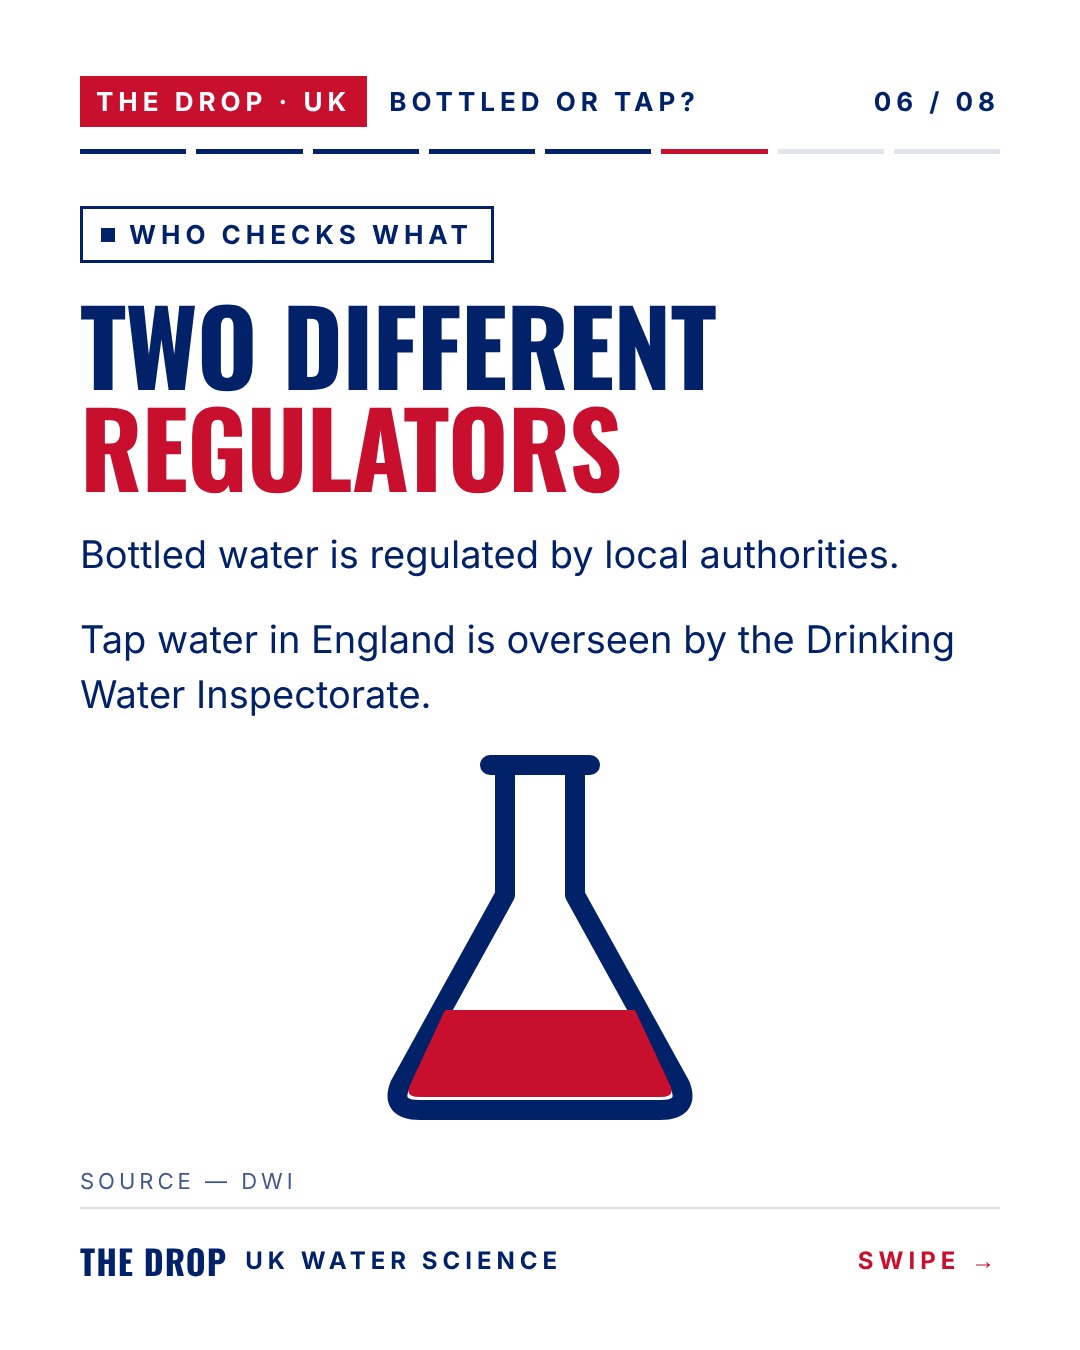 THE DROP · UK BOTTLED OR TAP? 06 / 08
WHO CHECKS WHAT
TWO DIFFERENT
REGULATORS
Bottled water is regulated by local authorities.
Tap water in England is overseen by the Drinking
Water Inspectorate.
SOURCE — DWI
THE DROP UK WATER SCIENCE SWIPE →